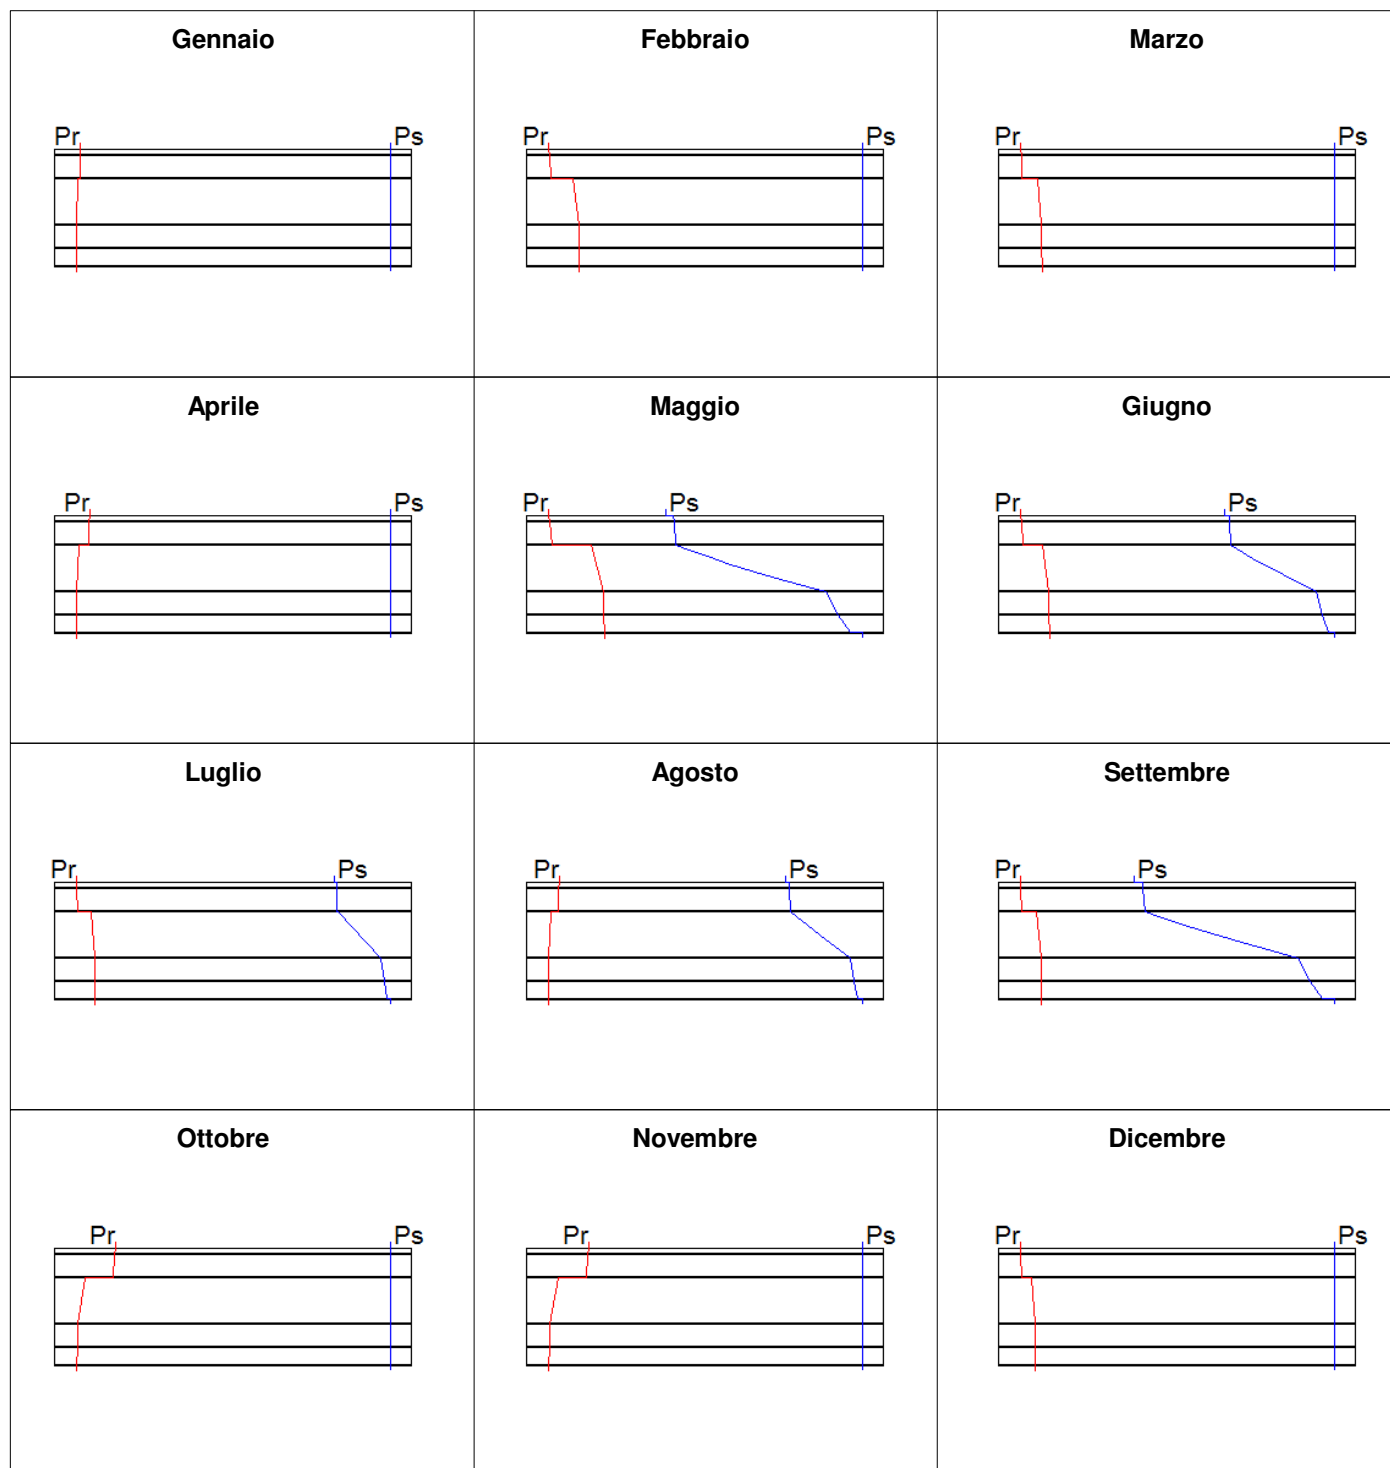 Gennaio
Febbraio
Marzo
Pr Ps
Pr Ps
Pr Ps
Aprile
Maggio
Giugno
Pr Ps
Pr Ps
Pr Ps
Luglio
Agosto
Settembre
Pr Ps
Pr Ps
Pr Ps
Ottobre
Novembre
Dicembre
Pr Ps
Pr Ps
Pr Ps